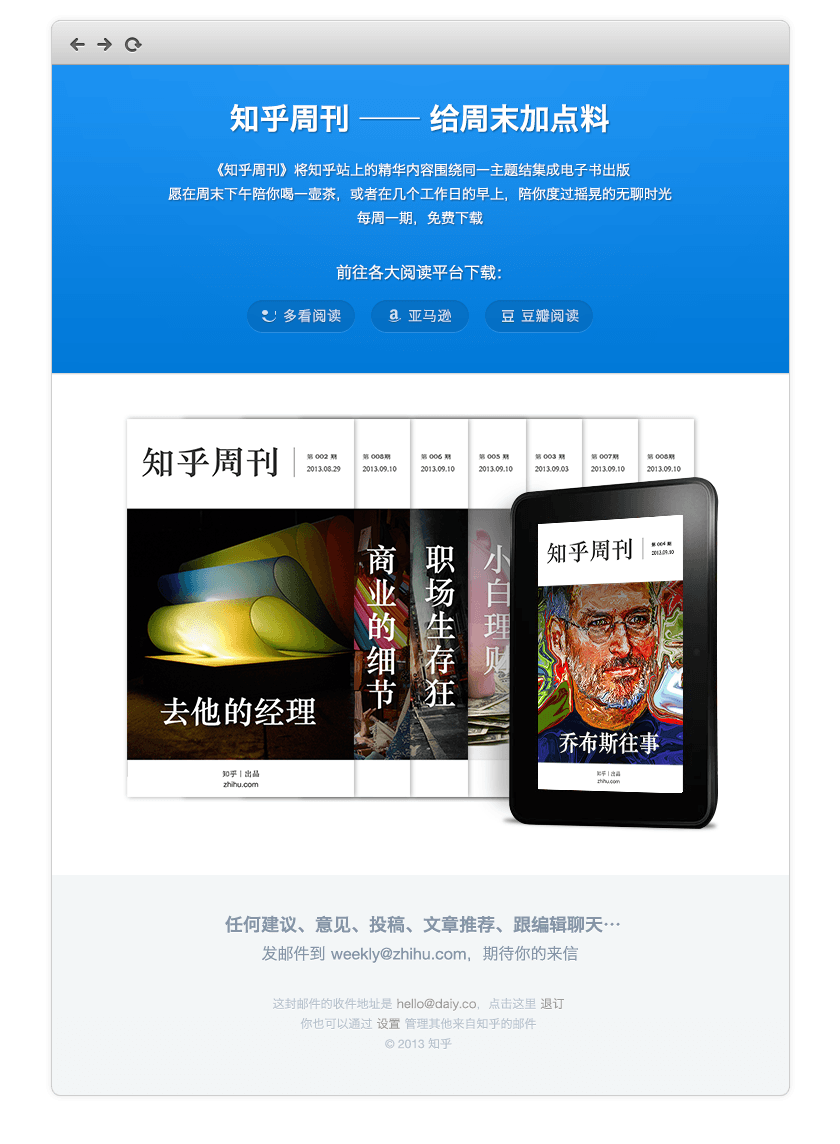 知乎周刊 —— 给周末加点料
《知乎周刊》将知乎站上的精华内容围绕同一主题结集成电子书出版
愿在周末下午陪你喝一壶茶，或者在几个工作日的早上，陪你度过摇晃的无聊时光
每周一期，免费下载
前往各大阅读平台下载：
多看阅读
a 亚马逊
豆 豆瓣阅读
知乎周刊
第 002 期
2013.08.29
第 008期
2013.09.10
第 006 期
2013.09.10
第 005 期
2013.09.10
第 003 期
2013.09.03
第 007期
2013.09.10
第 008期
2013.09.10
去他的经理
知乎 | 出品
zhihu.com
商业的细节
职场生存狂
小白理财
知乎周刊
第 004 期
2013.09.10
乔布斯往事
知乎 | 出品
zhihu.com
任何建议、意见、投稿、文章推荐、跟编辑聊天…
发邮件到 weekly@zhihu.com，期待你的来信
这封邮件的收件地址是 hello@daiy.co，点击这里 退订
你也可以通过 设置 管理其他来自知乎的邮件
© 2013 知乎